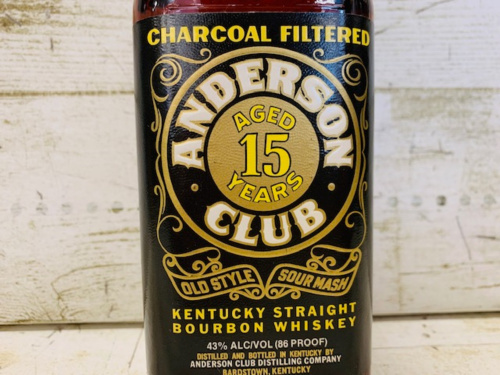 CHARCOAL FILTERED
ANDERSON
AGED
15
YEARS
CLUB
OLD STYLE SOUR MASH
KENTUCKY STRAIGHT
BOURBON WHISKEY
43% ALC/VOL (86 PROOF)
DISTILLED AND BOTTLED IN KENTUCKY BY
ANDERSON CLUB DISTILLING COMPANY
BARDSTOWN, KENTUCKY